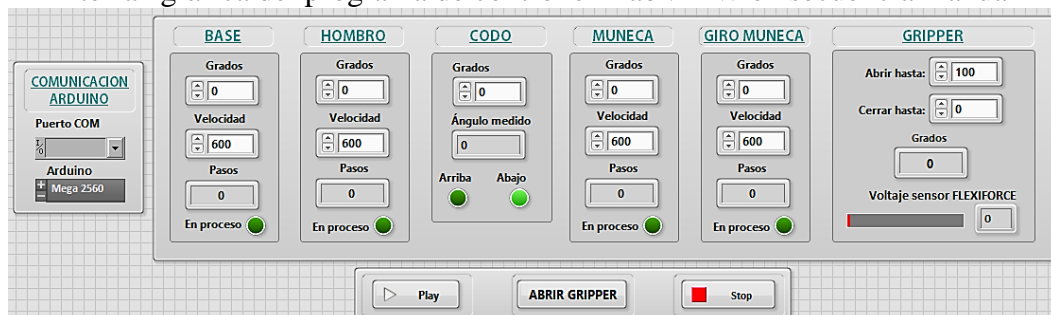 COMUNICACION
ARDUINO
Puerto COM
Arduino
Mega 2560
BASE
Grados
0
Velocidad
600
Pasos
0
En proceso
HOMBRO
Grados
0
Velocidad
600
Pasos
0
En proceso
CODO
Grados
0
Ángulo medido
0
Arriba Abajo
MUNECA
Grados
0
Velocidad
600
Pasos
0
En proceso
GIRO MUNECA
Grados
0
Velocidad
600
Pasos
0
En proceso
GRIPPER
Abrir hasta: 100
Cerrar hasta: 0
Grados
0
Voltaje sensor FLEXIFORCE
0
Play
ABRIR GRIPPER
Stop